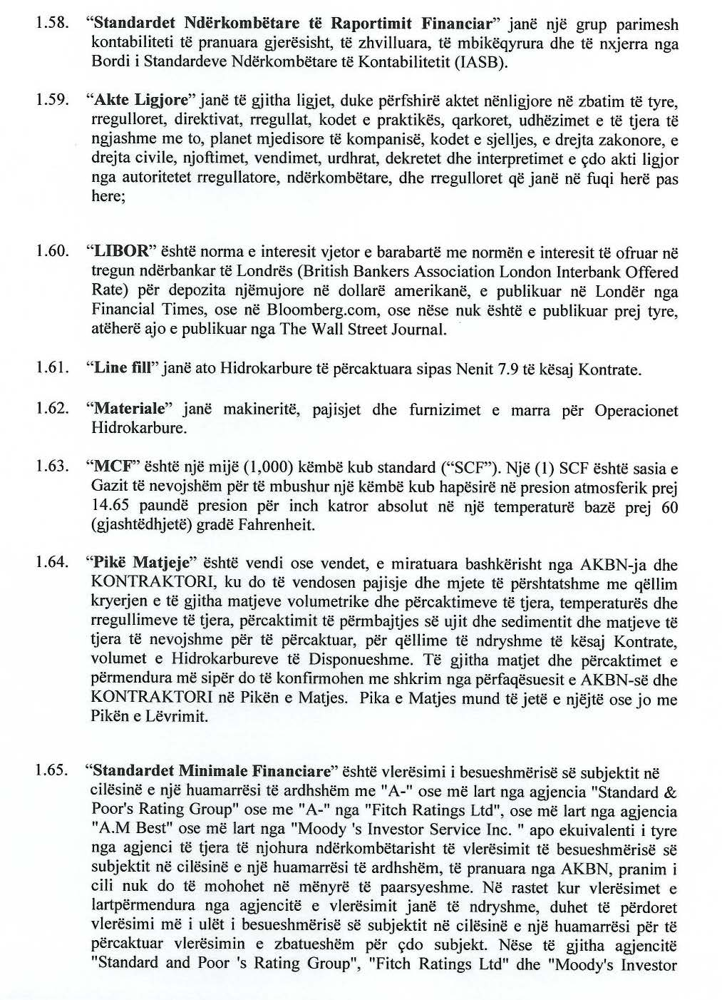 1.58. “Standardet Ndërkombëtare të Raportimit Financiar” janë një grup parimesh
kontabiliteti të pranuara gjerësisht, të zhvilluara, të mbikëqyrura dhe të nxjerra nga
Bordi i Standardeve Ndërkombëtare të Kontabilitetit (IASB).
1.59. “Akte Ligjore” janë të gjitha ligjet, duke përfshirë aktet nënligjore në zbatim të tyre,
rregulloret, direktivat, rregullat, kodet e praktikës, qarkoret, udhëzimet e të tjera të
ngjashme me to, planet mjedisore të kompanisë, kodet e sjelljes, e drejta zakonore, e
drejta civile, njoftimet, vendimet, urdhrat, dekretet dhe interpretimet e çdo akti ligjor
nga autoritetet rregullatore, ndërkombëtare, dhe rregulloret që janë në fuqi herë pas
here;
1.60. “LIBOR” është norma e interesit vjetor e barabartë me normën e interesit të ofruar në
tregun ndërbankar të Londrës (British Bankers Association London Interbank Offered
Rate) për depozita njëmujore në dollarë amerikanë, e publikuar në Londër nga
Financial Times, ose në Bloomberg.com, ose nëse nuk është e publikuar prej tyre,
atëherë ajo e publikuar nga The Wall Street Journal.
1.61. “Line fill” janë ato Hidrokarbure të përcaktuara sipas Nenit 7.9 të kësaj Kontrate.
1.62. “Materiale” janë makineritë, pajisjet dhe furnizimet e marra për Operacionet
Hidrokarbure.
1.63. “MCF” është një mijë (1,000) këmbë kub standard (“SCF”). Një (1) SCF është sasia e
Gazit të nevojshëm për të mbushur një këmbë kub hapësirë në presion atmosferik prej
14.65 paundë presion për inch katror absolut në një temperaturë bazë prej 60
(gjashtëdhjetë) gradë Fahrenheit.
1.64. “Pikë Matjeje” është vendi ose vendet, e miratuara bashkërisht nga AKBN-ja dhe
KONTRAKTORI, ku do të vendosen pajisje dhe mjete të përshtatshme me qëllim
kryerjen e të gjitha matjeve volumetrike dhe përcaktimeve të tjera, temperaturës dhe
rregullimeve të tjera, përcaktimit të përmbajtjes së ujit dhe sedimentit dhe matjeve të
tjera të nevojshme për të përcaktuar, për qëllime të ndryshme të kësaj Kontrate,
volumet e Hidrokarbureve të Disponueshme. Të gjitha matjet dhe përcaktimet e
përmendura më sipër do të konfirmohen me shkrim nga përfaqësuesit e AKBN-së dhe
KONTRAKTORI në Pikën e Matjes. Pika e Matjes mund të jetë e njëjtë ose jo me
Pikën e Lëvrimit.
1.65. “Standardet Minimale Financiare” është vlerësimi i besueshmërisë së subjektit në
cilësinë e një huamarrësi të ardhshëm me "A-" ose më lart nga agjencia "Standard &
Poor's Rating Group" ose me "A-" nga "Fitch Ratings Ltd", ose më lart nga agjencia
"A.M Best" ose më lart nga "Moody 's Investor Service Inc. " apo ekuivalenti i tyre
nga agjenci të tjera të njohura ndërkombëtarisht të vlerësimit të besueshmërisë së
subjektit në cilësinë e një huamarrësi të ardhshëm, të pranuara nga AKBN, pranim i
cili nuk do të mohohet në mënyrë të paarsyeshme. Në rastet kur vlerësimet e
lartpërmendura nga agjencitë e vlerësimit janë të ndryshme, duhet të përdoret
vlerësimi më i ulët i besueshmërisë së subjektit në cilësinë e një huamarrësi për të
përcaktuar vlerësimin e zbatueshëm për çdo subjekt. Nëse të gjitha agjencitë
"Standard and Poor 's Rating Group", "Fitch Ratings Ltd" dhe "Moody's Investor